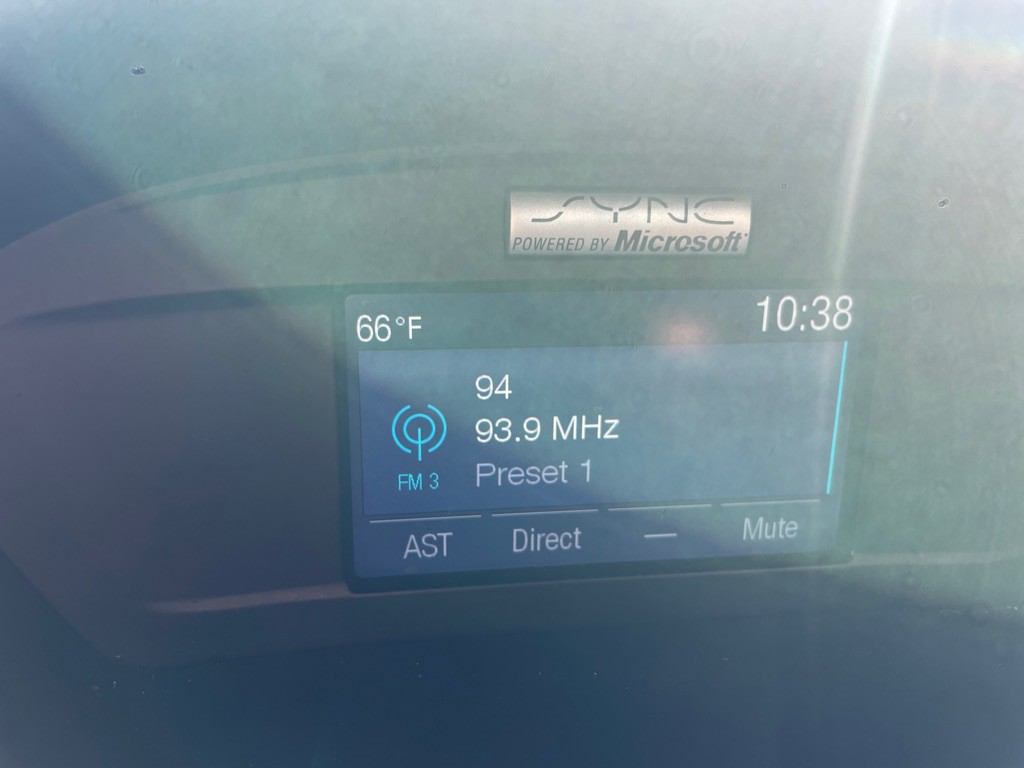 SYNC
POWERED BY Microsoft
66°F
10:38
94
93.9 MHz
FM 3
Preset 1
AST
Direct
—
Mute